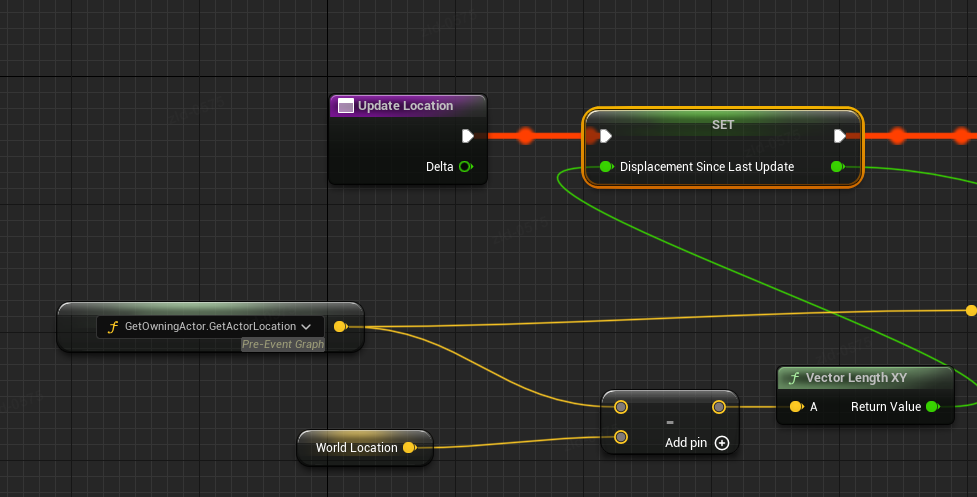 Update Location
SET
Delta
Displacement Since Last Update
GetOwningActor.GetActorLocation
Pre-Event Graph
Vector Length XY
A
Return Value
-
Add pin
World Location